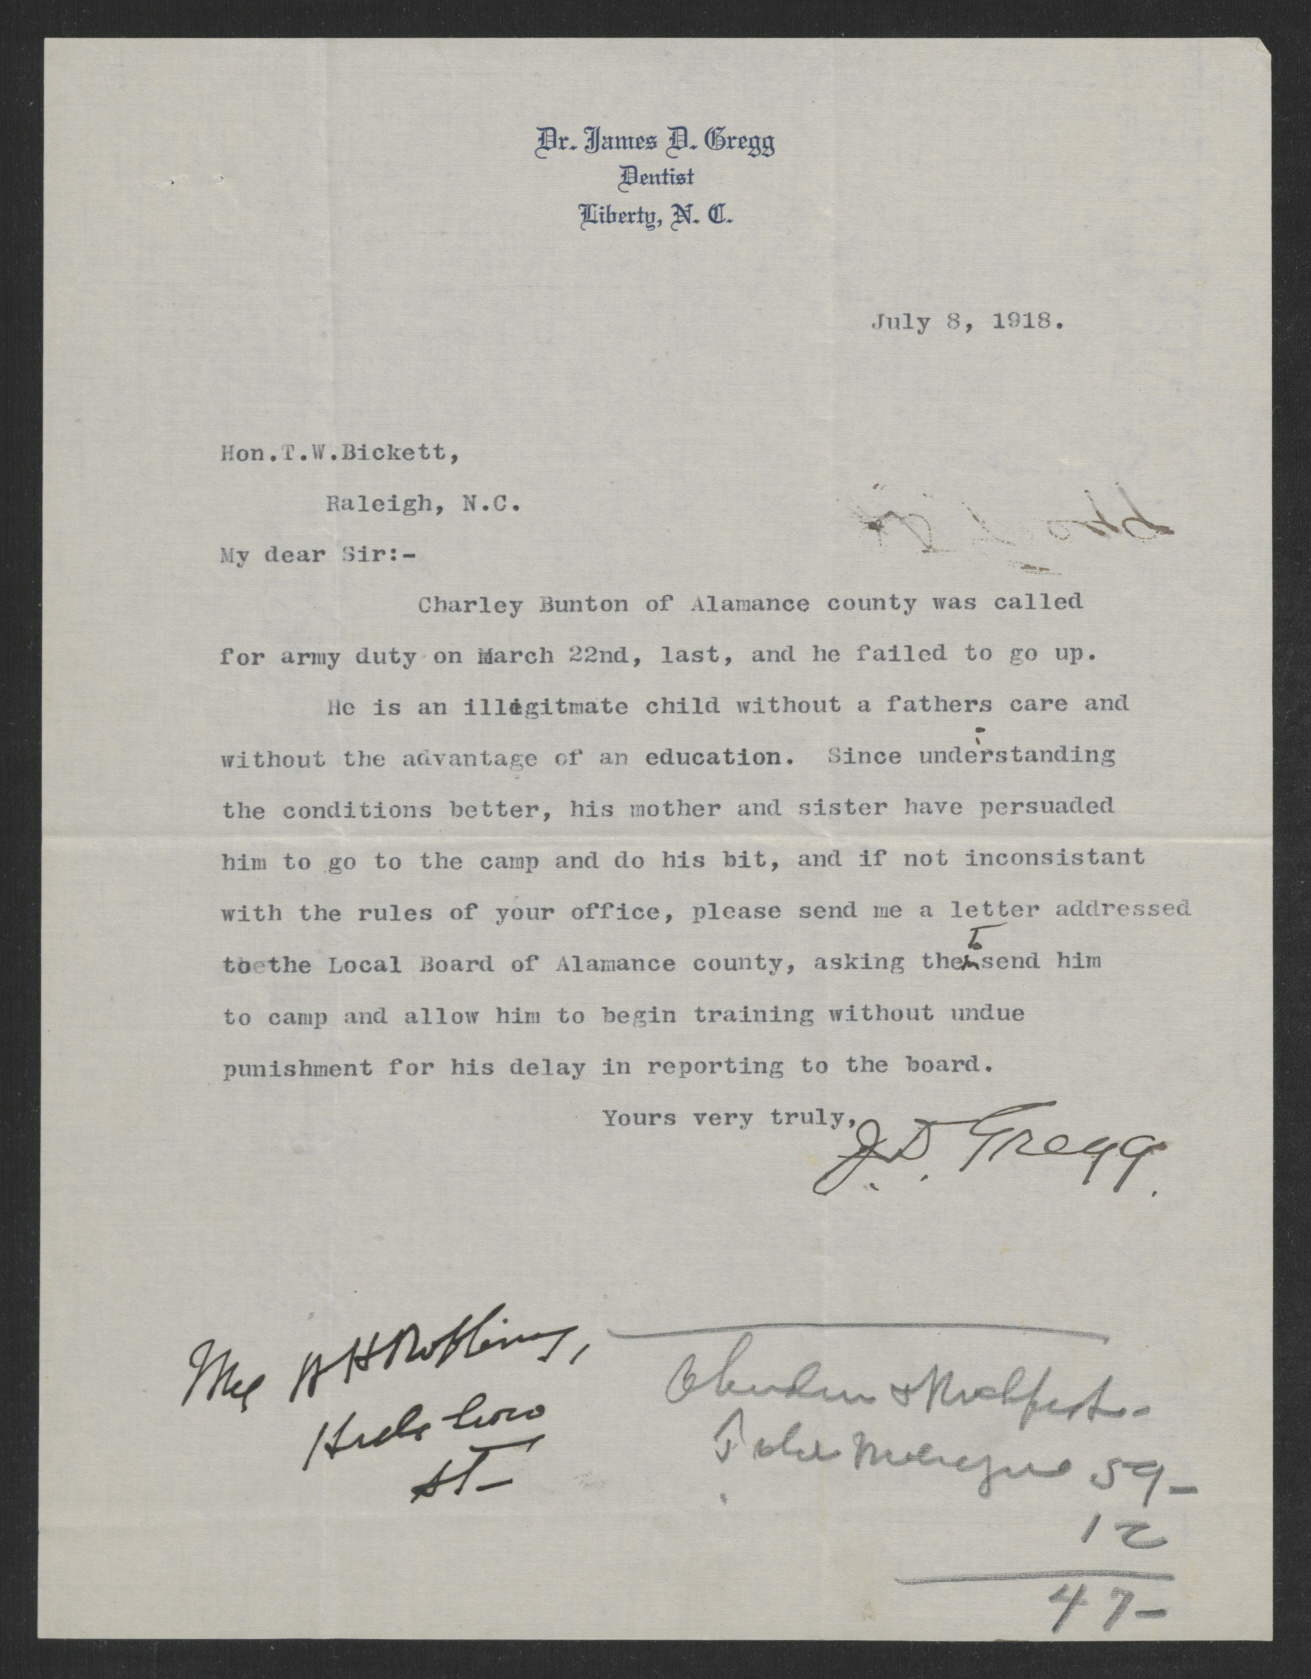 Dr. James D. Gregg
Dentist
Liberty, N. C.
July 8, 1918.
Hon.T.W.Bickett,
Raleigh, N.C.
My dear Sir:-
Charley Bunton of Alamance county was called
for army duty on March 22nd, last, and he failed to go up.
He is an illigitmate child without a fathers care and
without the advantage of an education. Since understanding
the conditions better, his mother and sister have persuaded
him to go to the camp and do his bit, and if not inconsistant
with the rules of your office, please send me a letter addressed
to the Local Board of Alamance county, asking them to send him
to camp and allow him to begin training without undue
punishment for his delay in reporting to the board.
Yours very truly,
J.D. Gregg.
St-
59-
12
47-